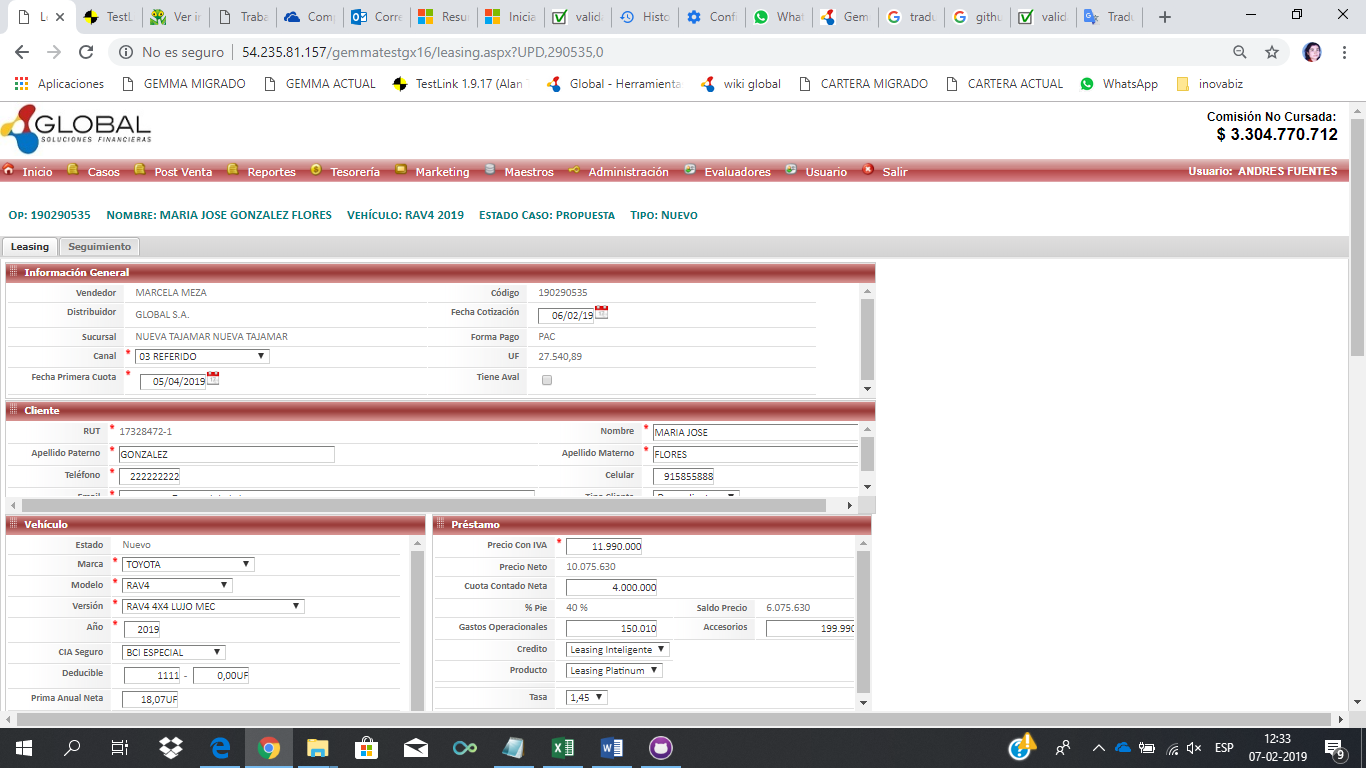 TestL
Ver in
Traba
Com
Corre
Resu
Inicia
valida
Histo
Confi
What
Gem
tradu
githu
valid
Tradu
No es seguro | 54.235.81.157/gemmatestgx16/leasing.aspx?UPD,290535,0
Aplicaciones GEMMA MIGRADO GEMMA ACTUAL TestLink 1.9.17 (Alan Global - Herramienta wiki global CARTERA MIGRADO CARTERA ACTUAL WhatsApp inovabiz
GLOBAL
SOLUCIONES FINANCIERAS
Comisión No Cursada:
$ 3.304.770.712
Inicio Casos Post Venta Reportes Tesorería Marketing Maestros Administración Evaluadores Usuario Salir Usuario: ANDRES FUENTES
OP: 190290535 NOMBRE: MARIA JOSE GONZALEZ FLORES VEHÍCULO: RAV4 2019 ESTADO CASO: PROPUESTA TIPO: NUEVO
Leasing Seguimiento
Información General
Vendedor MARCELA MEZA Código 190290535
Distribuidor GLOBAL S.A. Fecha Cotización 06/02/19
Sucursal NUEVA TAJAMAR NUEVA TAJAMAR Forma Pago PAC
Canal * 03 REFERIDO UF 27.540,89
Fecha Primera Cuota * 05/04/2019 Tiene Aval
Cliente
RUT * 17328472-1 Nombre * MARIA JOSE
Apellido Paterno * GONZALEZ Apellido Materno * FLORES
Teléfono * 222222222 Celular 915855888
Vehículo
Estado Nuevo
Marca * TOYOTA
Modelo * RAV4
Versión * RAV4 4X4 LUJO MEC
Año * 2019
CIA Seguro BCI ESPECIAL
Deducible 1111 - 0,00UF
Prima Anual Neta 18,07UF
Préstamo
Precio Con IVA * 11.990.000
Precio Neto 10.075.630
Cuota Contado Neta 4.000.000
% Pie 40 % Saldo Precio 6.075.630
Gastos Operacionales 150.010 Accesorios 199.990
Credito Leasing Inteligente
Producto Leasing Platinum
Tasa 1,45
ESP
12:33
07-02-2019
9